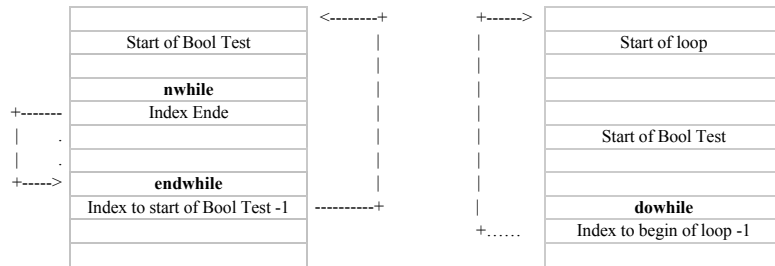 <--------+ +------>
Start of Bool Test | | Start of loop
| |
nwhile | |
+------- Index Ende | |
| . | | Start of Bool Test
| . | |
+-----> endwhile | |
Index to start of Bool Test -1 ----------+ | dowhile
+...... Index to begin of loop -1